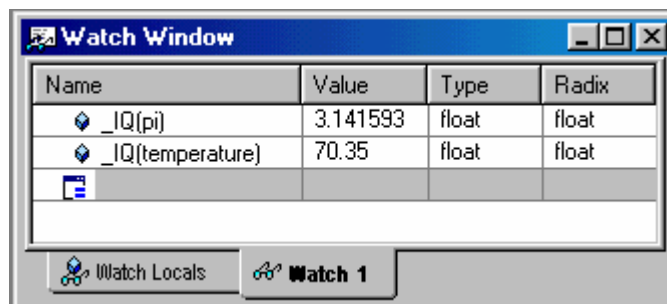 Watch Window
Name Value Type Radix
_IQ(pi) 3.141593 float float
_IQ(temperature) 70.35 float float
Watch Locals Watch 1